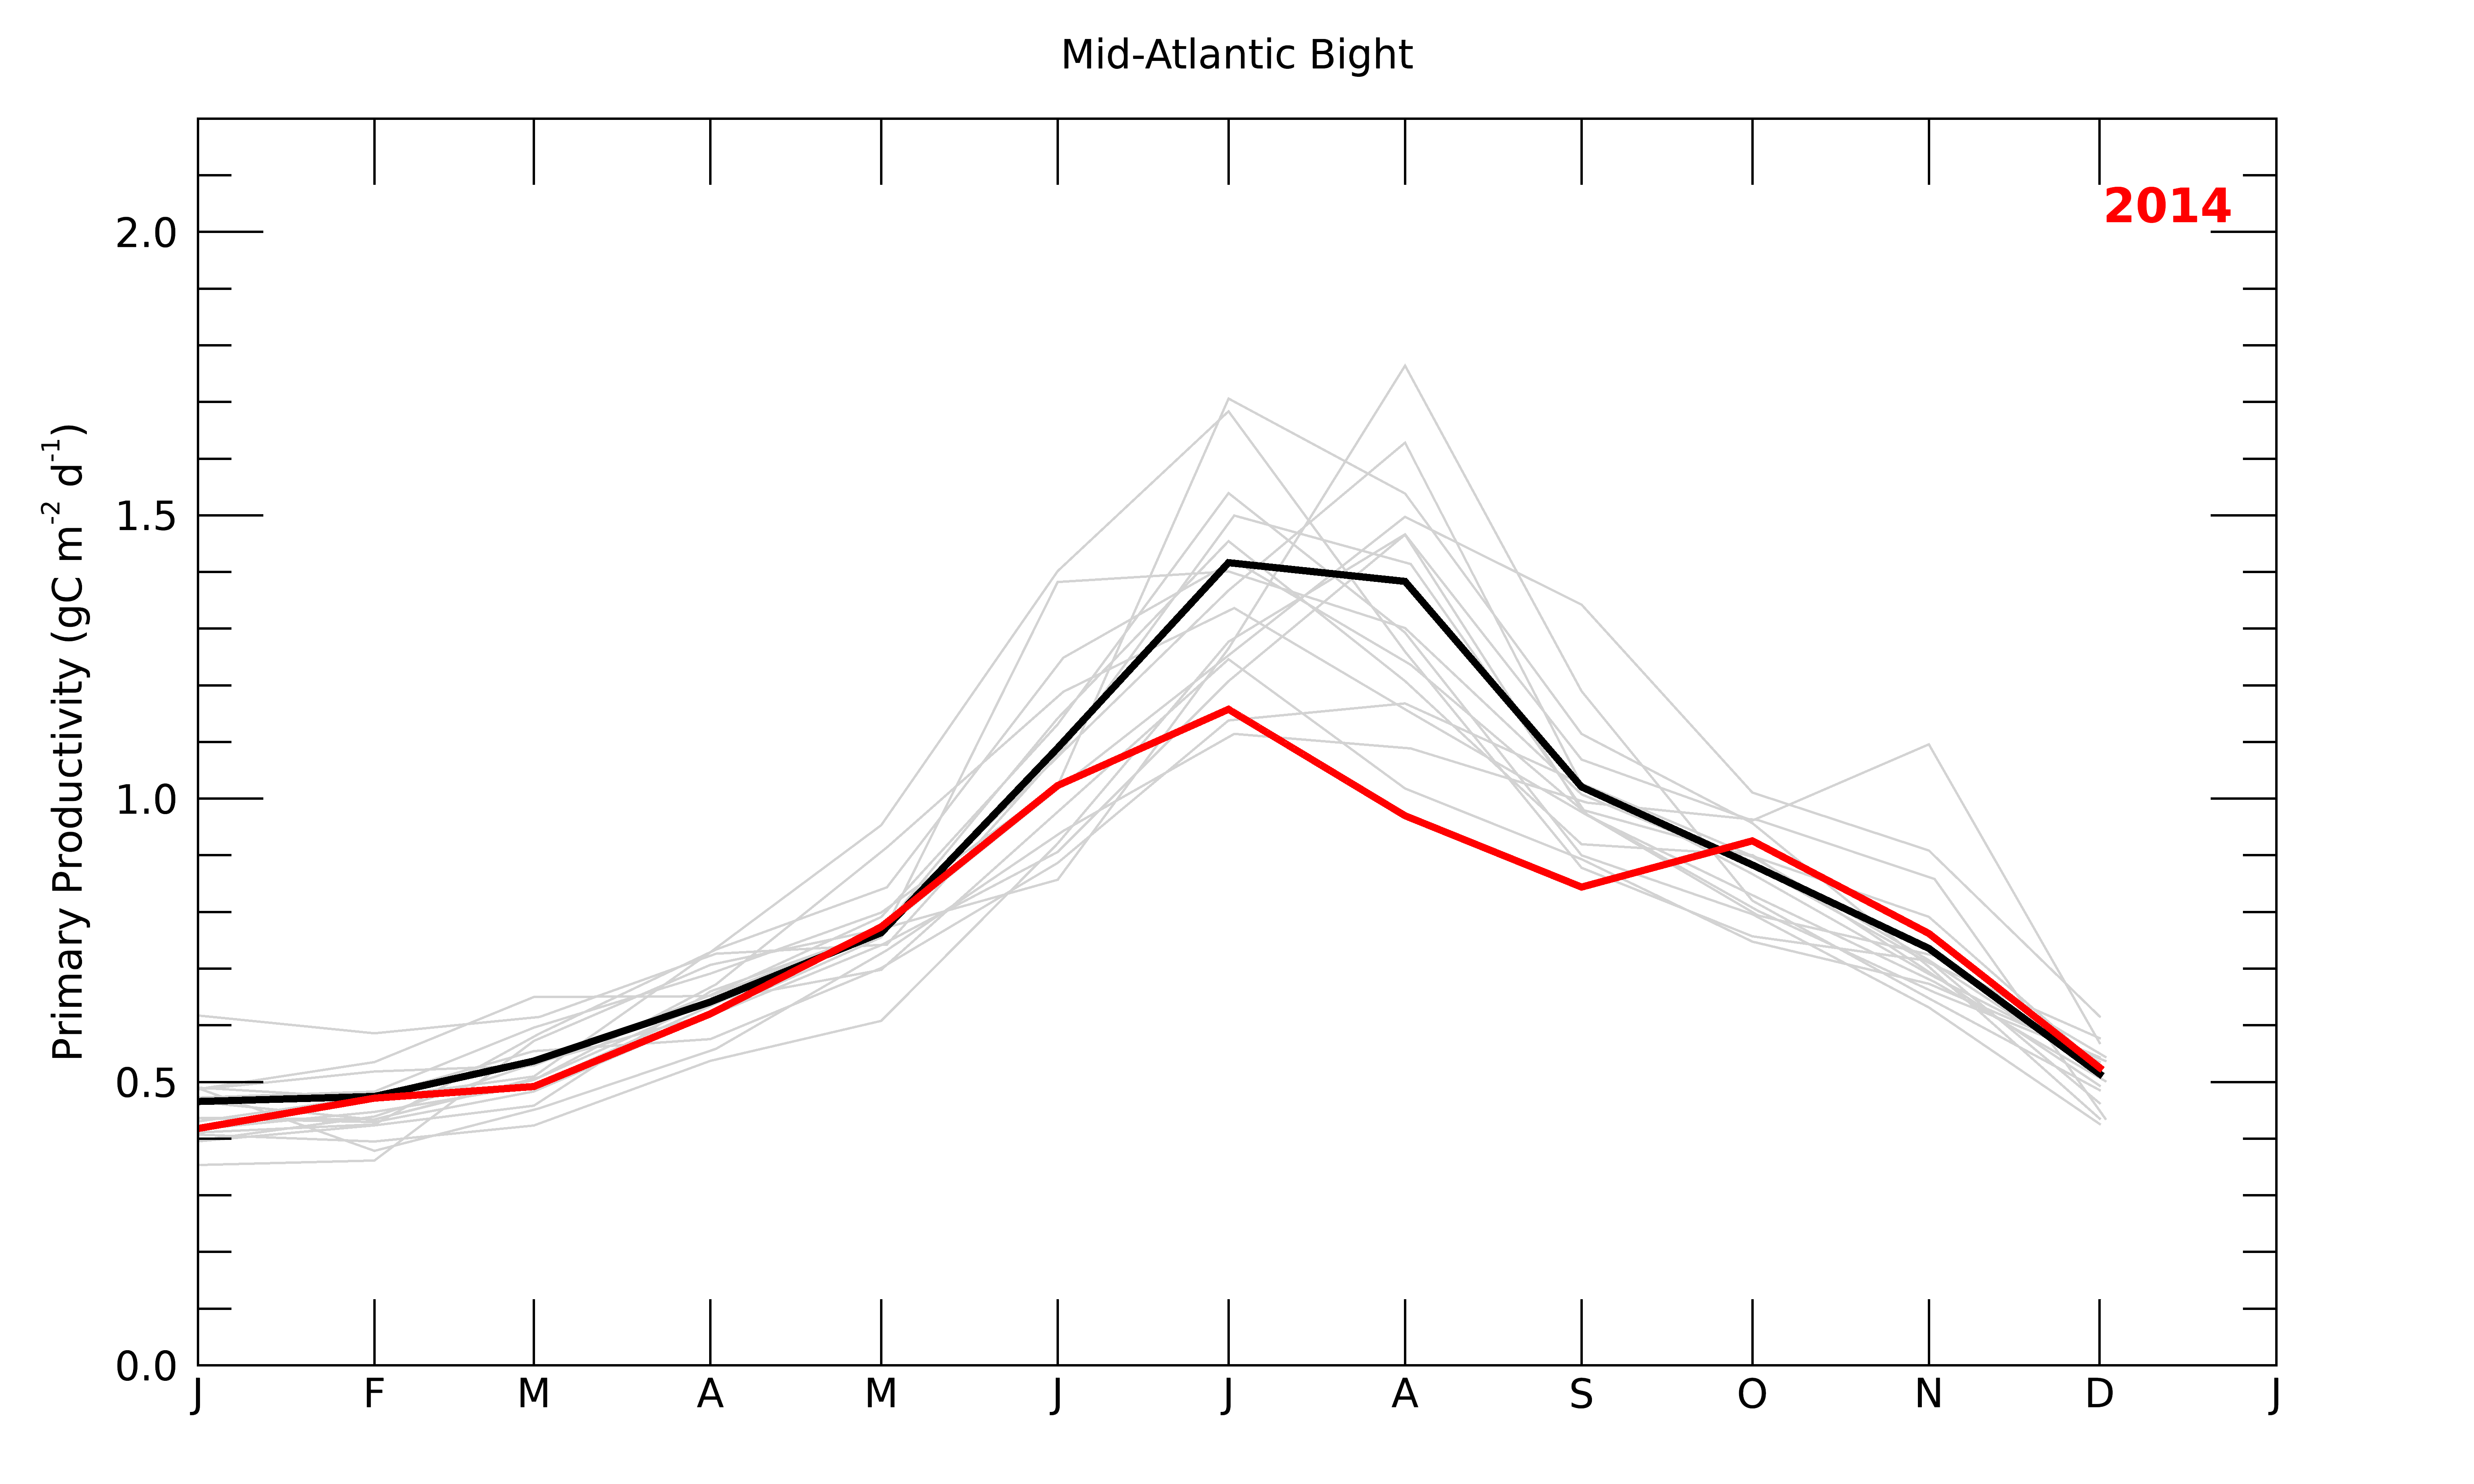 Mid-Atlantic Bight
2014
Primary Productivity (gC m⁻² d⁻¹)
2.0
1.5
1.0
0.5
0.0
J F M A M J J A S O N D J